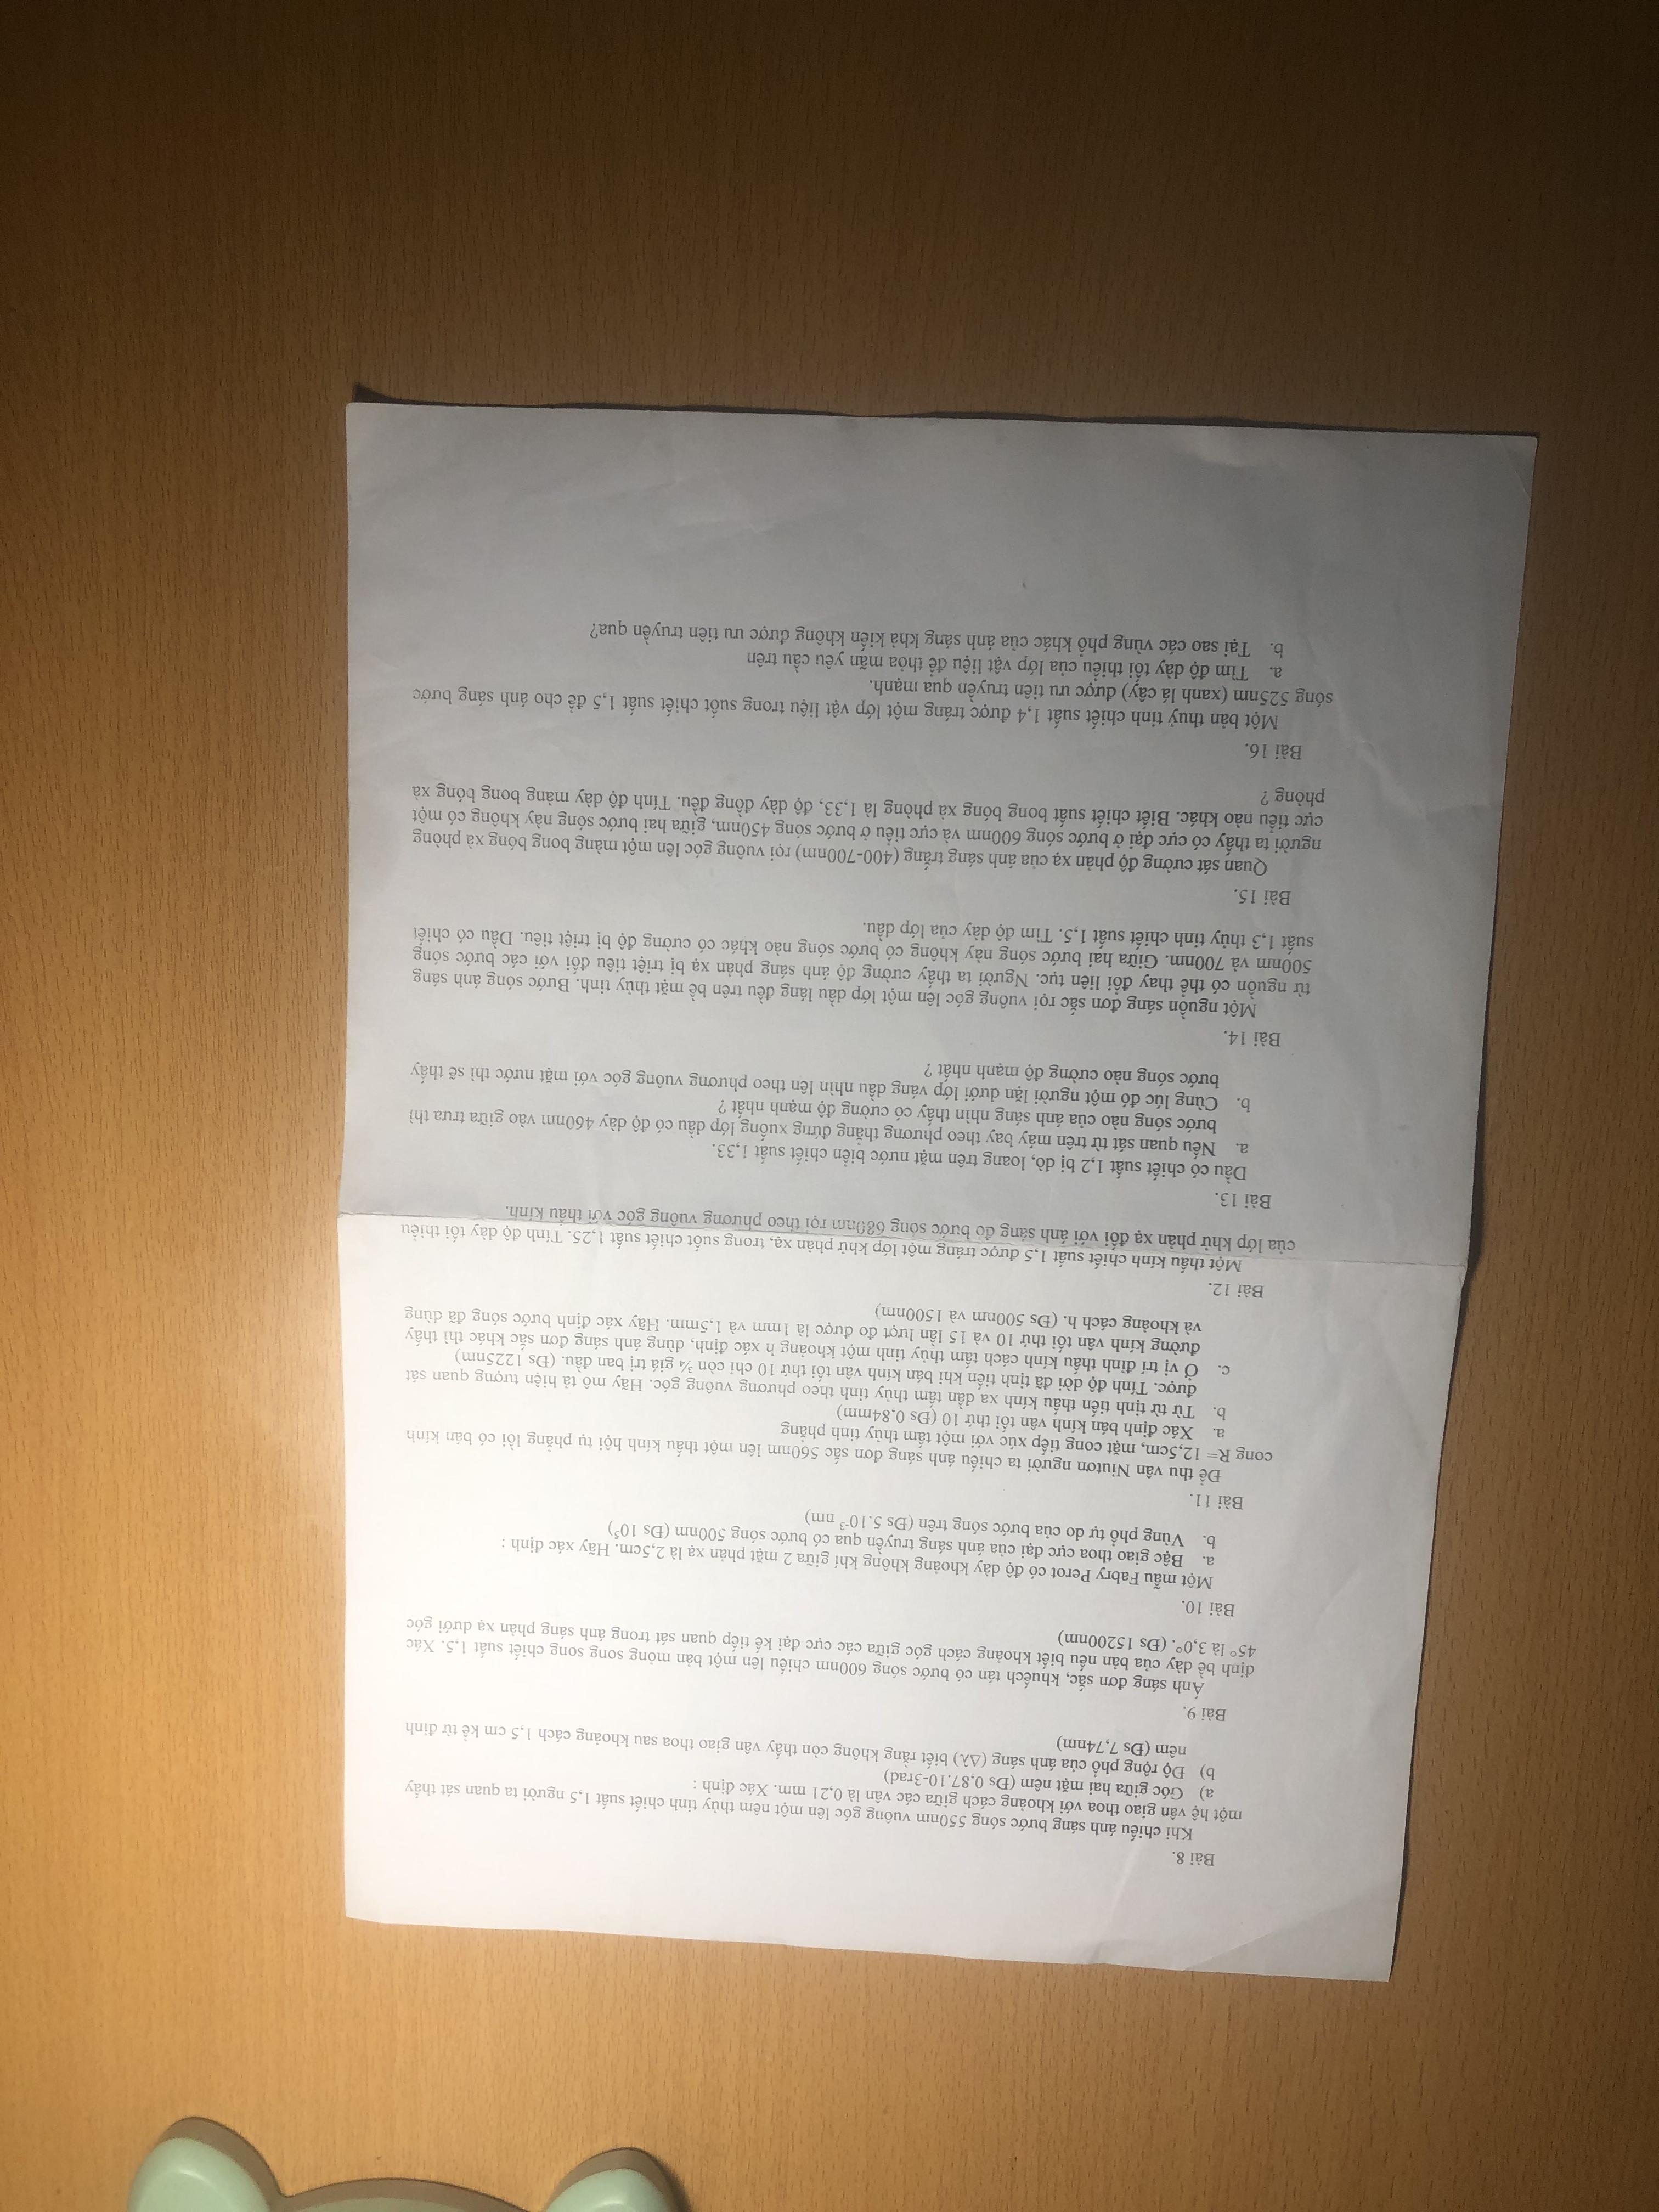 Bài 8.
Khi chiếu ánh sáng bước sóng 550nm vuông góc lên một nêm thủy tinh chiết suất 1,5 người ta quan sát thấy
một hệ vân giao thoa với khoảng cách giữa các vân là 0,21 mm. Xác định :
a) Góc giữa hai mặt nêm (Đs 0,87.10-3rad)
b) Độ rộng phổ của ánh sáng (Δλ) biết rằng không còn thấy vân giao thoa sau khoảng cách 1,5 cm kể từ đỉnh
nêm (Đs 7,74nm)
Bài 9.
Ánh sáng đơn sắc, khuếch tán có bước sóng 600nm chiếu lên một bản mỏng song song chiết suất 1,5. Xác
định bề dày của bản nếu biết khoảng cách góc giữa các cực đại kế tiếp quan sát trong ánh sáng phản xạ dưới góc
45° là 3,0°. (Đs 15200nm)
Bài 10.
Một mẫu Fabry Perot có độ dày khoảng không khí giữa 2 mặt phản xạ là 2,5cm. Hãy xác định :
a. Bậc giao thoa cực đại của ánh sáng truyền qua có bước sóng 500nm (Đs 10⁵)
b. Vùng phổ tự do của bước sóng trên (Đs 5.10⁻³ nm)
Bài 11.
Để thu vân Niutơn người ta chiếu ánh sáng đơn sắc 560nm lên một thấu kính hội tụ phẳng lồi có bán kính
cong R= 12,5cm, mặt cong tiếp xúc với một tấm thủy tinh phẳng
a. Xác định bán kính vân tối thứ 10 (Đs 0,84mm)
b. Từ từ tịnh tiến thấu kính xa dần tấm thủy tinh theo phương vuông góc. Hãy mô tả hiện tượng quan sát
được. Tính độ dời đã tịnh tiến khi bán kính vân tối thứ 10 chỉ còn ¾ giá trị ban đầu. (Đs 1225nm)
c. Ở vị trí đỉnh thấu kính cách tấm thủy tinh một khoảng h xác định, dùng ánh sáng đơn sắc khác thì thấy
đường kính vân tối thứ 10 và 15 lần lượt đo được là 1mm và 1,5mm. Hãy xác định bước sóng đã dùng
và khoảng cách h. (Đs 500nm và 1500nm)
Bài 12.
Một thấu kính chiết suất 1,5 được tráng một lớp khử phản xạ, trong suốt chiết suất 1,25. Tính độ dày tối thiểu
của lớp khử phản xạ đối với ánh sáng đỏ bước sóng 680nm rọi theo phương vuông góc với thấu kính.
Bài 13.
Dầu có chiết suất 1,2 bị dò, loang trên mặt nước biển chiết suất 1,33.
a. Nếu quan sát từ trên máy bay theo phương thẳng đứng xuống lớp dầu có độ dày 460nm vào giữa trưa thì
bước sóng nào của ánh sáng nhìn thấy có cường độ mạnh nhất ?
b. Cùng lúc đó một người lặn dưới lớp váng dầu nhìn lên theo phương vuông góc với mặt nước thì sẽ thấy
bước sóng nào cường độ mạnh nhất ?
Bài 14.
Một nguồn sáng đơn sắc rọi vuông góc lên một lớp dầu láng đều trên bề mặt thủy tinh. Bước sóng ánh sáng
từ nguồn có thể thay đổi liên tục. Người ta thấy cường độ ánh sáng phản xạ bị triệt tiêu đối với các bước sóng
500nm và 700nm. Giữa hai bước sóng này không có bước sóng nào khác có cường độ bị triệt tiêu. Dầu có chiết
suất 1,3 thủy tinh chiết suất 1,5. Tìm độ dày của lớp dầu.
Bài 15.
Quan sát cường độ phản xạ của ánh sáng trắng (400-700nm) rọi vuông góc lên một màng bong bóng xà phòng
người ta thấy có cực đại ở bước sóng 600nm và cực tiểu ở bước sóng 450nm, giữa hai bước sóng này không có một
cực tiểu nào khác. Biết chiết suất bong bóng xà phòng là 1,33, độ dày đồng đều. Tính độ dày màng bong bóng xà
phòng ?
Bài 16.
Một bản thuỷ tinh chiết suất 1,4 được tráng một lớp vật liệu trong suốt chiết suất 1,5 để cho ánh sáng bước
sóng 525nm (xanh lá cây) được ưu tiên truyền qua mạnh.
a. Tìm độ dày tối thiểu của lớp vật liệu để thỏa mãn yêu cầu trên
b. Tại sao các vùng phổ khác của ánh sáng khả kiến không được ưu tiên truyền qua?